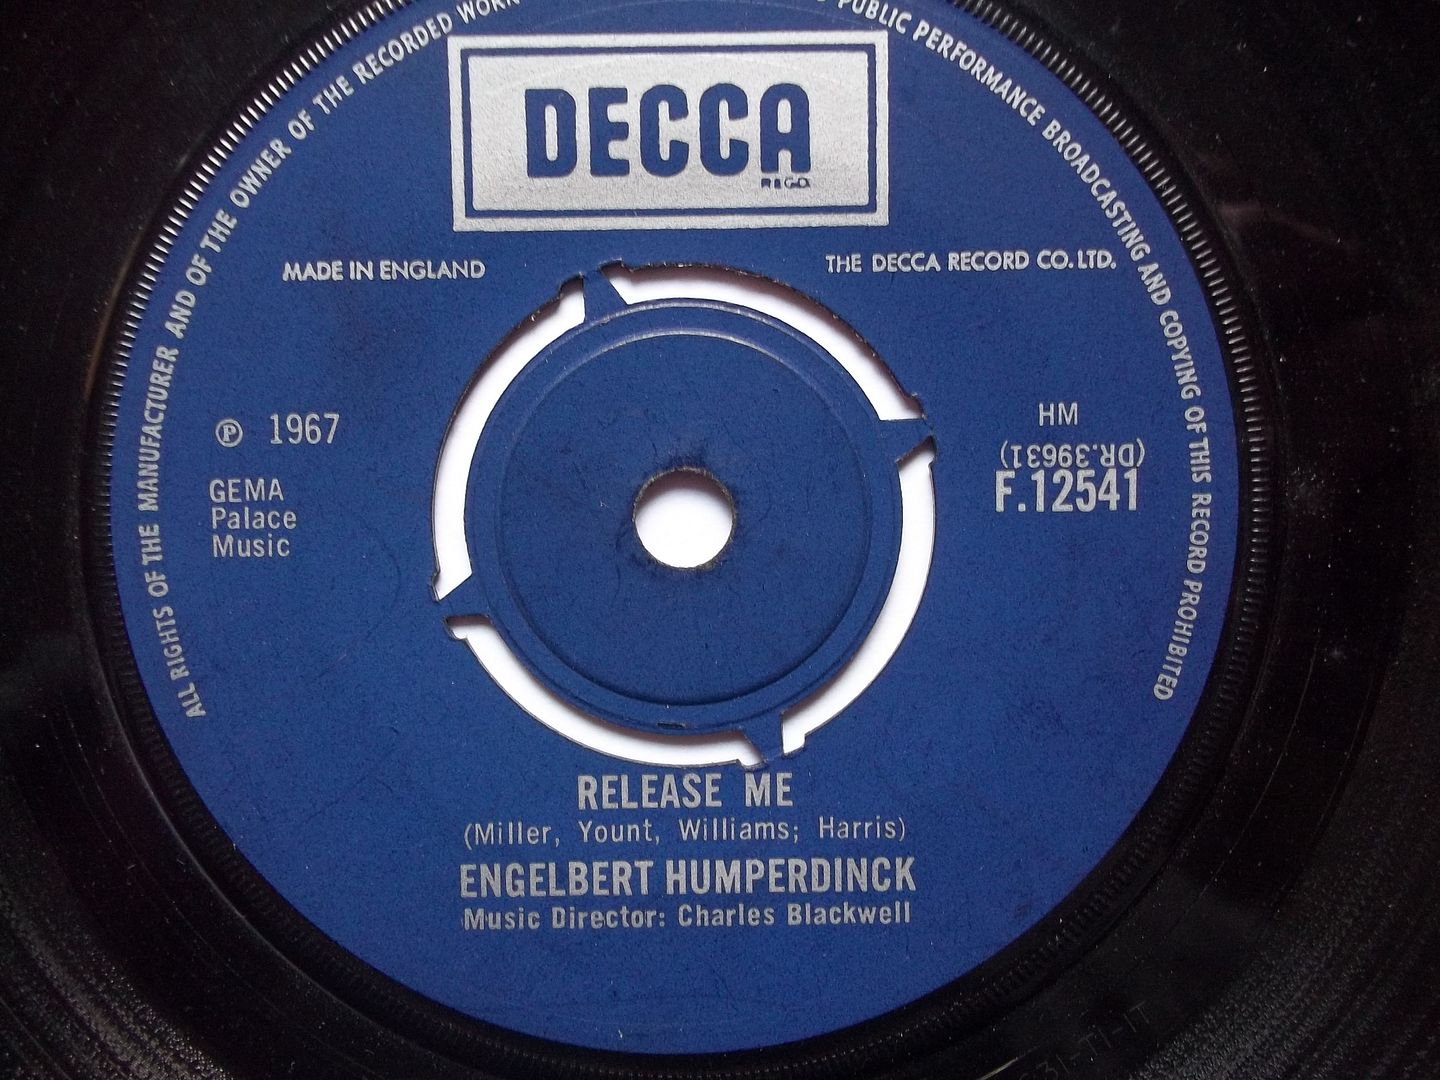 ALL RIGHTS OF THE MANUFACTURER AND OF THE OWNER OF THE RECORDED WORK
PUBLIC PERFORMANCE BROADCASTING AND COPYING OF THIS RECORD PROHIBITED
DECCA
REGD.
MADE IN ENGLAND
THE DECCA RECORD CO. LTD.
℗ 1967
GEMA
Palace
Music
HM
(DR.39631)
F.12541
RELEASE ME
(Miller, Yount, Williams; Harris)
ENGELBERT HUMPERDINCK
Music Director: Charles Blackwell